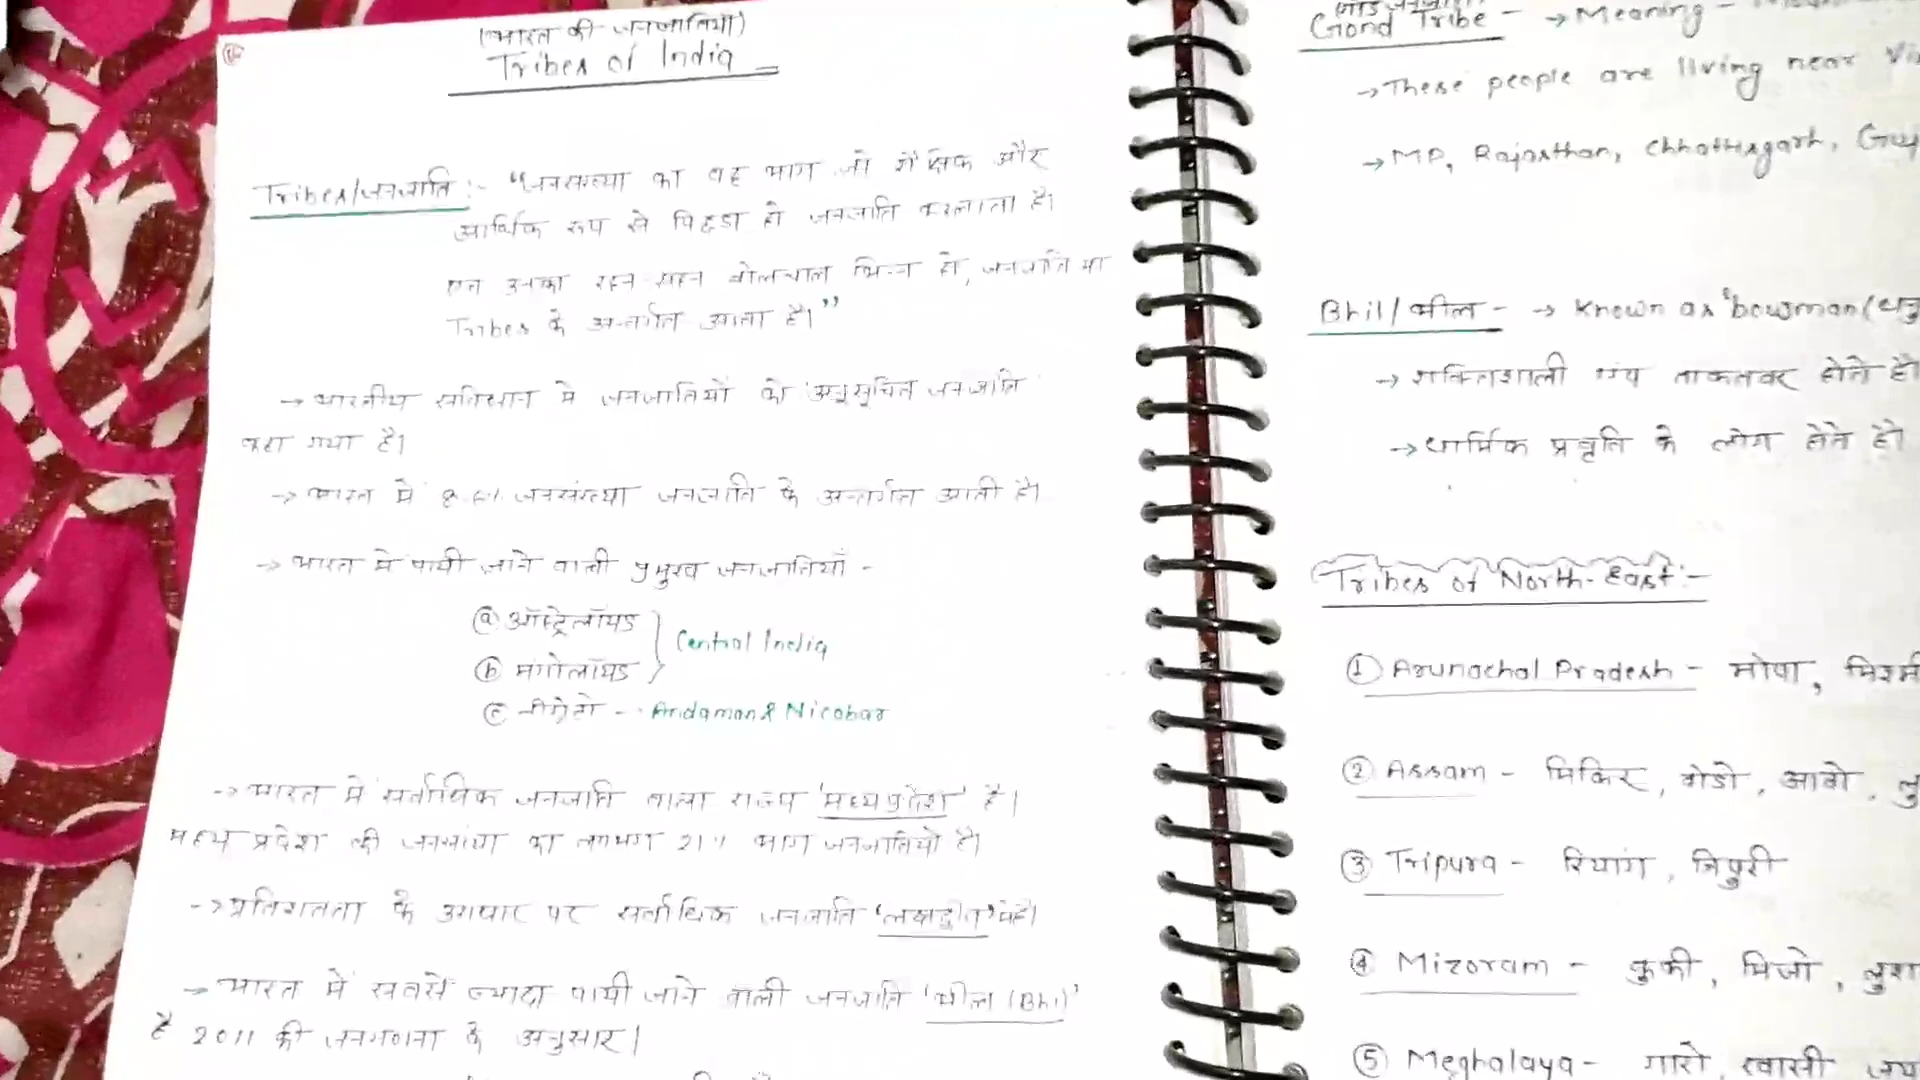 (भारत की जनजातियां)
Tribes of India
Tribes/जनजाति :- "जनसंख्या का वह भाग जो शैक्षिक और
आर्थिक रूप से पिछडा हो जनजाति कहलाता है।
एवं उनका रहन सहन बोलचाल भिन्न हो, जनजाति या
Tribes के अन्तर्गत आता है।"
→ भारतीय संविधान मे जनजातियों को 'अनुसूचित जनजाति'
कहा गया है।
→ भारत में जनसंख्या जनजाति के अन्तर्गत आती है।
→ भारत मे पायी जाने वाली प्रमुख जनजातियाँ -
(a) ऑस्ट्रेलॉयड
(b) मंगोलॉयड
Central India
(c) नीग्रेटो - Andaman & Nicobar
→ भारत में सर्वाधिक जनजाति वाला राज्य 'मध्यप्रदेश' है।
मध्य प्रदेश की जनसंख्या का लगभग 21% भाग जनजातियो है।
→ प्रतिशतता के आधार पर सर्वाधिक जनजाति 'लक्षद्वीप' मे है।
→ भारत में सबसे ज्यादा पायी जाने वाली जनजाति 'भील (Bhil)'
है 2011 की जनगणना के अनुसार।
Gond Tribe - → Meaning -
→ These people are living near
→ MP, Rajasthan, Chhattisgarh,
Bhil/भील - → Known as "bowman
→ शक्तिशाली एवं ताकतवर होते है
→ धार्मिक प्रवृति के लोग होते है।
Tribes of North-East:-
① Arunachal Pradesh - मोपा,
② Assam - मिकिर, बोडो, आबो,
③ Tripura - रियांग, त्रिपुरी
④ Mizoram - कुकी, मिजो,
⑤ Meghalaya - गारो, खासी